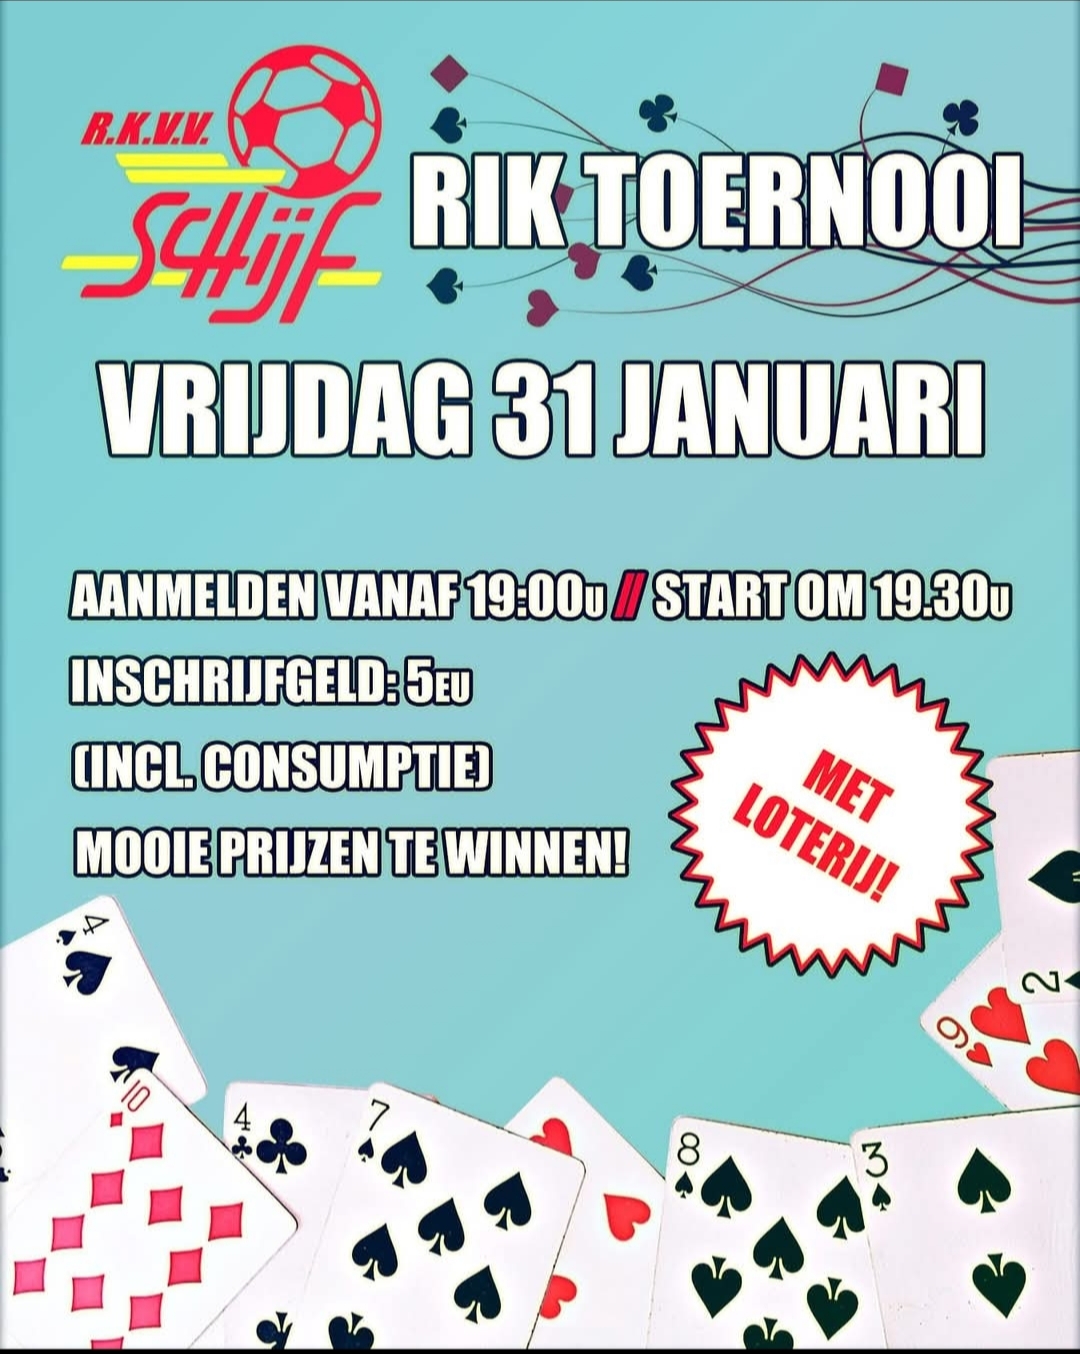 R.K.V.V.
SCHIJF
RIK TOERNOOI
VRIJDAG 31 JANUARI
AANMELDEN VANAF 19:00U // START OM 19.30U
INSCHRIJFGELD: 5EU
(INCL. CONSUMPTIE)
MOOIE PRIJZEN TE WINNEN!
MET
LOTERIJ!
4
10
4
7
8
3
9
2